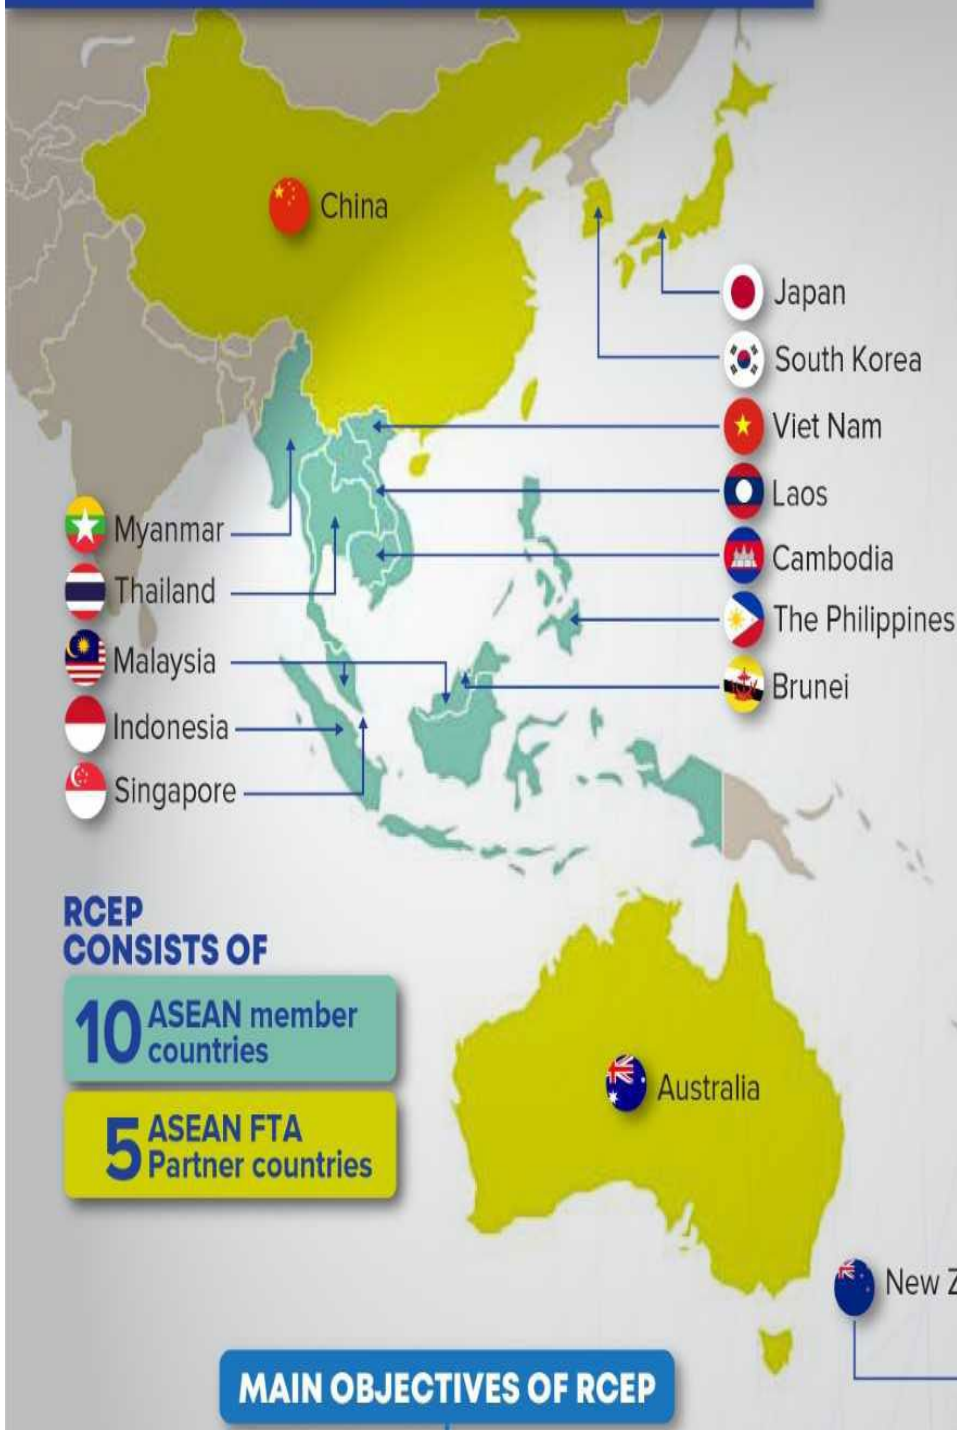 China
Japan
South Korea
Viet Nam
Laos
Cambodia
The Philippines
Brunei
Myanmar
Thailand
Malaysia
Indonesia
Singapore
RCEP
CONSISTS OF
10 ASEAN member
countries
5 ASEAN FTA
Partner countries
Australia
New Z
MAIN OBJECTIVES OF RCEP